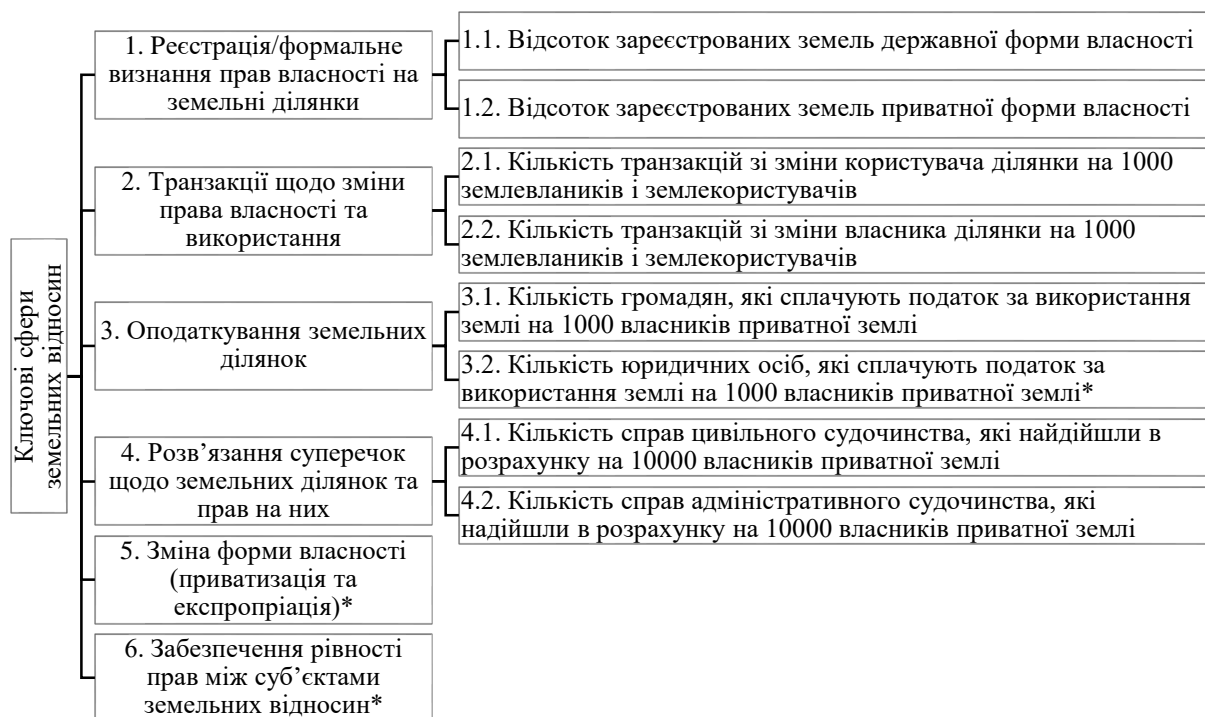 Ключові сфери
земельних відносин
1. Реєстрація/формальне
визнання прав власності на
земельні ділянки
1.1. Відсоток зареєстрованих земель державної форми власності
1.2. Відсоток зареєстрованих земель приватної форми власності
2. Транзакції щодо зміни
права власності та
використання
2.1. Кількість транзакцій зі зміни користувача ділянки на 1000
землевлаників і землекористувачів
2.2. Кількість транзакцій зі зміни власника ділянки на 1000
землевлаників і землекористувачів
3. Оподаткування земельних
ділянок
3.1. Кількість громадян, які сплачують податок за використання
землі на 1000 власників приватної землі
3.2. Кількість юридичних осіб, які сплачують податок за
використання землі на 1000 власників приватної землі*
4. Розв’язання суперечок
щодо земельних ділянок та
прав на них
4.1. Кількість справ цивільного судочинства, які найдійшли в
розрахунку на 10000 власників приватної землі
4.2. Кількість справ адміністративного судочинства, які
надійшли в розрахунку на 10000 власників приватної землі
5. Зміна форми власності
(приватизація та
експропріація)*
6. Забезпечення рівності
прав між суб’єктами
земельних відносин*